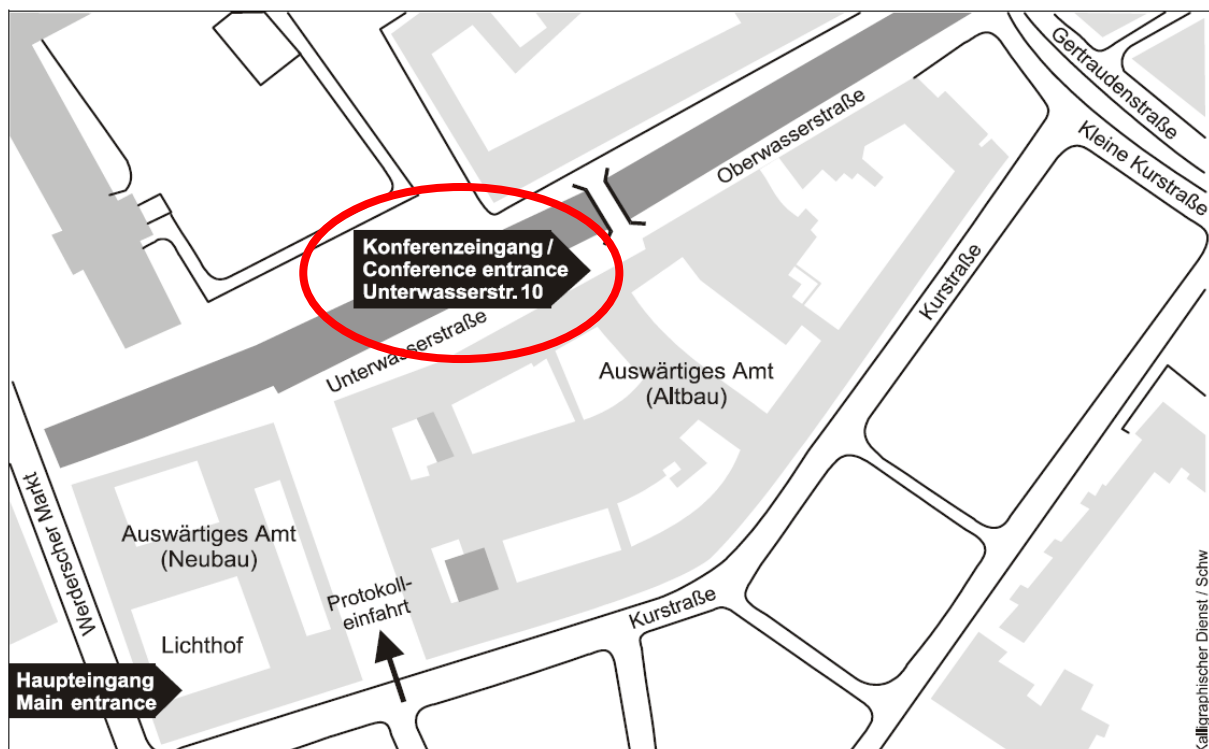 Gertraudenstraße
Kleine Kurstraße
Oberwasserstraße
Konferenzeingang /
Conference entrance
Unterwasserstr. 10
Kurstraße
Unterwasserstraße
Auswärtiges Amt
(Altbau)
Werderscher Markt
Auswärtiges Amt
(Neubau)
Protokoll-
einfahrt
Kurstraße
Lichthof
Haupteingang
Main entrance
Kalligraphischer Dienst / Schw